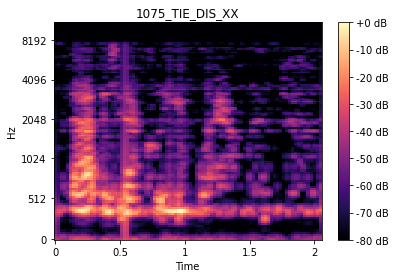 1075_TIE_DIS_XX
8192
4096
2048
1024
512
0
Hz
0
0.5
1
1.5
2
Time
+0 dB
-10 dB
-20 dB
-30 dB
-40 dB
-50 dB
-60 dB
-70 dB
-80 dB